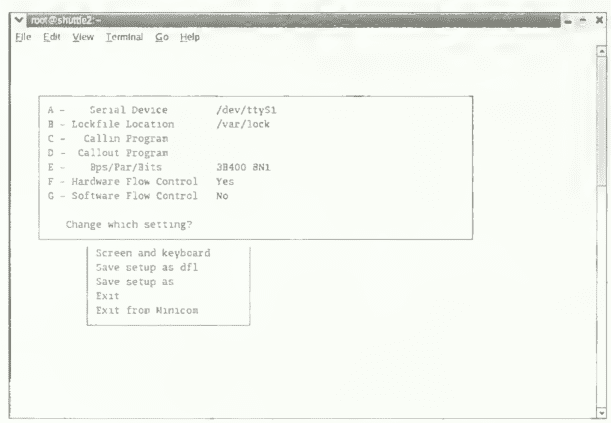 root@shuttle2:~
File Edit View Terminal Go Help
A - Serial Device /dev/ttyS1
B - Lockfile Location /var/lock
C - Callin Program
D - Callout Program
E - Bps/Par/Bits 38400 8N1
F - Hardware Flow Control Yes
G - Software Flow Control No
Change which setting?
Screen and keyboard
Save setup as dfl
Save setup as
Exit
Exit from Minicom